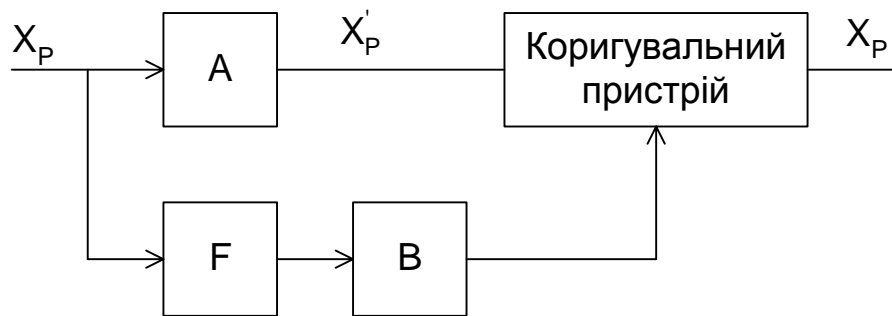 X_P
A
X'_P
Коригувальний
пристрій
X_P
F
B